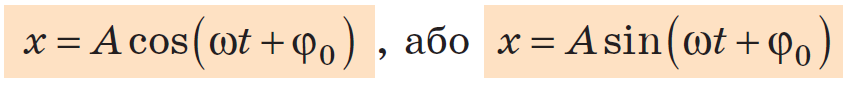 x = A cos(ωt + φ₀), або x = A sin(ωt + φ₀)